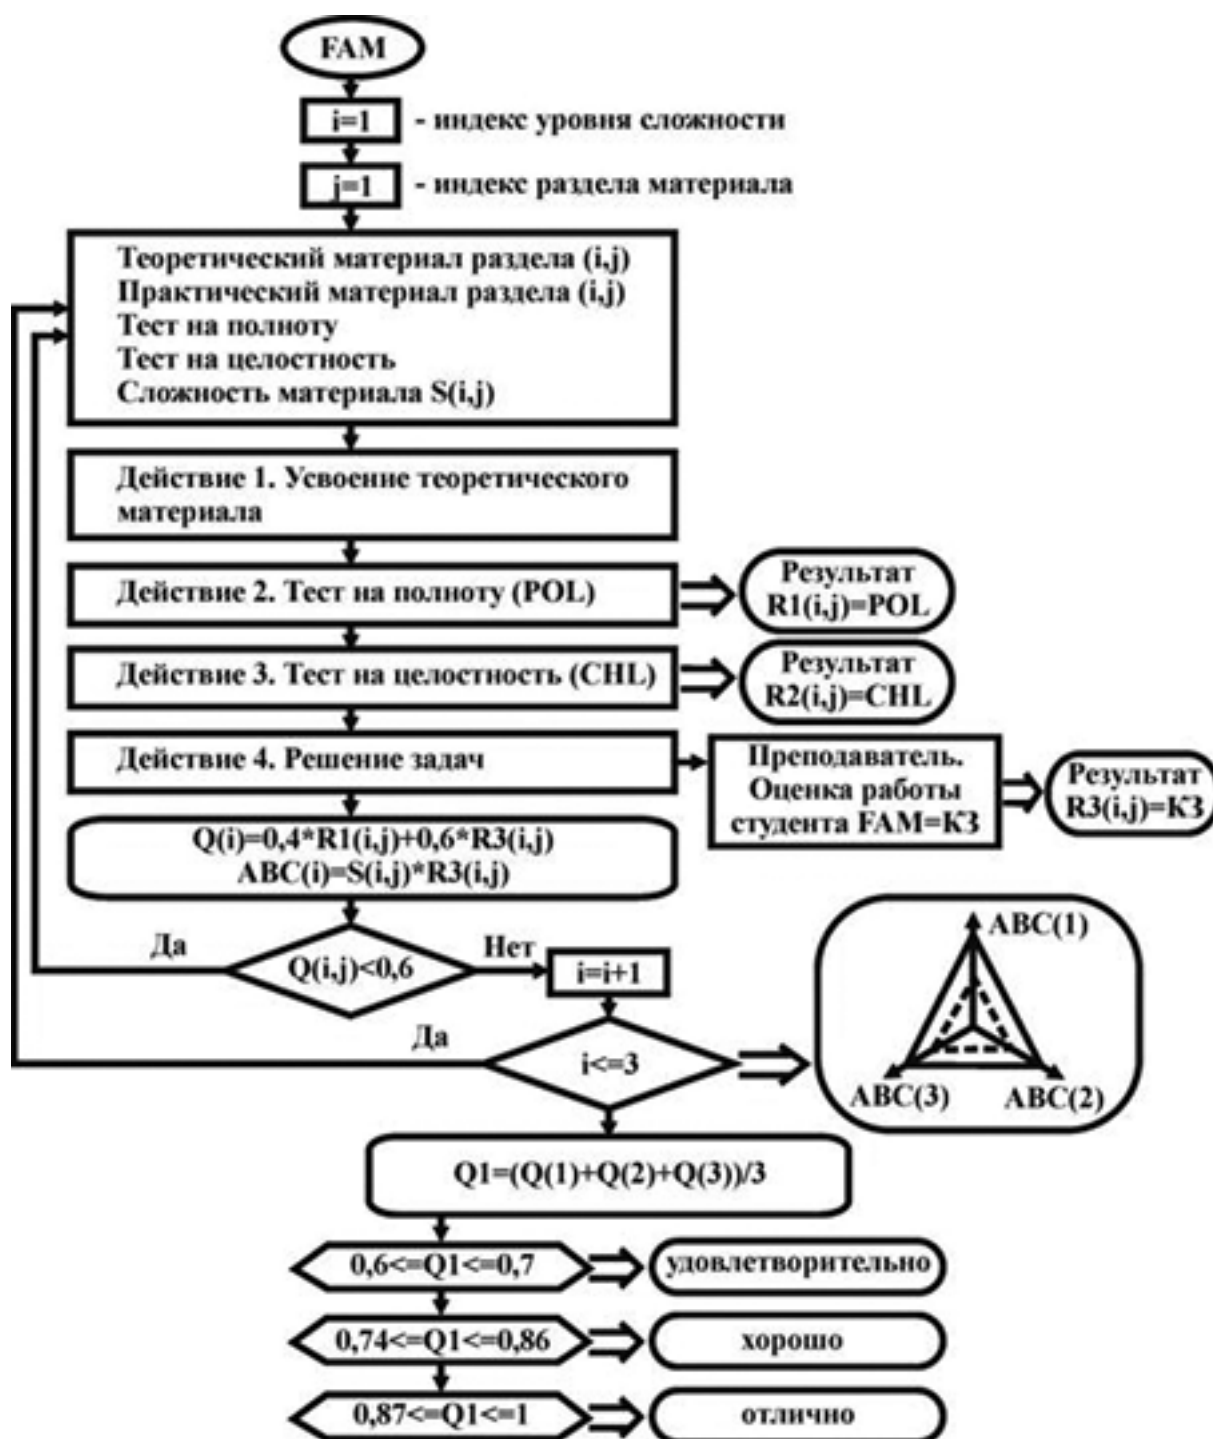 FAM
i=1
- индекс уровня сложности
j=1
- индекс раздела материала
Теоретический материал раздела (i,j)
Практический материал раздела (i,j)
Тест на полноту
Тест на целостность
Сложность материала S(i,j)
Действие 1. Усвоение теоретического
материала
Действие 2. Тест на полноту (POL)
Результат
R1(i,j)=POL
Действие 3. Тест на целостность (CHL)
Результат
R2(i,j)=CHL
Действие 4. Решение задач
Преподаватель.
Оценка работы
студента FAM=КЗ
Результат
R3(i,j)=КЗ
Q(i)=0,4*R1(i,j)+0,6*R3(i,j)
ABC(i)=S(i,j)*R3(i,j)
Да
Q(i,j)<0,6
Нет
i=i+1
Да
i<=3
ABC(1)
ABC(3)
ABC(2)
Q1=(Q(1)+Q(2)+Q(3))/3
0,6<=Q1<=0,7
удовлетворительно
0,74<=Q1<=0,86
хорошо
0,87<=Q1<=1
отлично